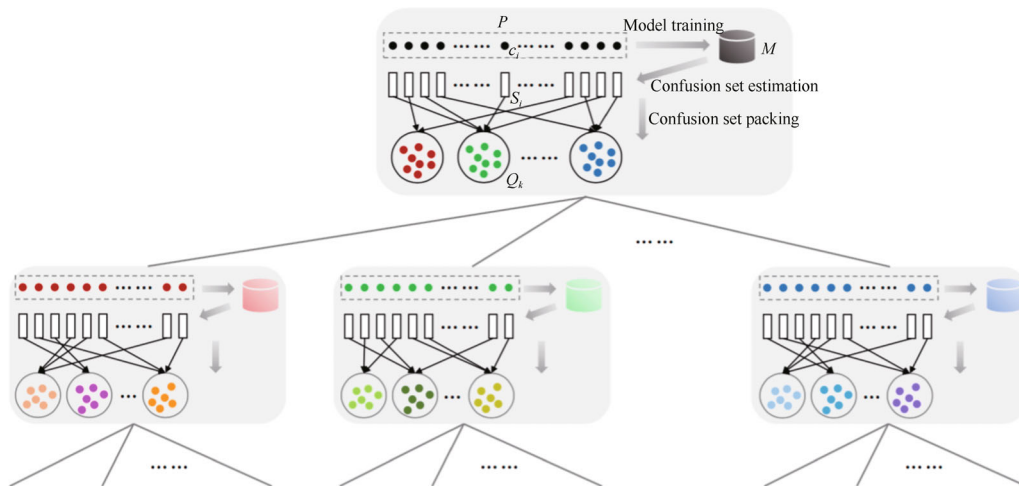 P
Model training
c_i
M
Confusion set estimation
S_i
Confusion set packing
Q_k